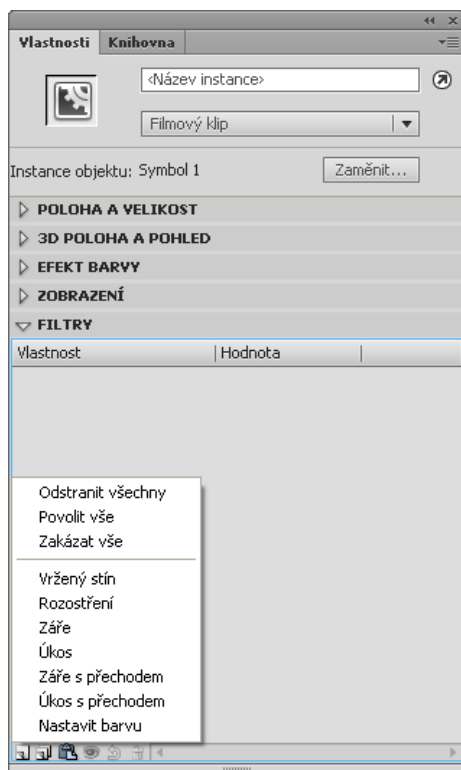 Vlastnosti Knihovna
<Název instance>
Filmový klip
Instance objektu: Symbol 1 Zaměnit...
POLOHA A VELIKOST
3D POLOHA A POHLED
EFEKT BARVY
ZOBRAZENÍ
FILTRY
Vlastnost Hodnota
Odstranit všechny
Povolit vše
Zakázat vše
Vržený stín
Rozostření
Záře
Úkos
Záře s přechodem
Úkos s přechodem
Nastavit barvu